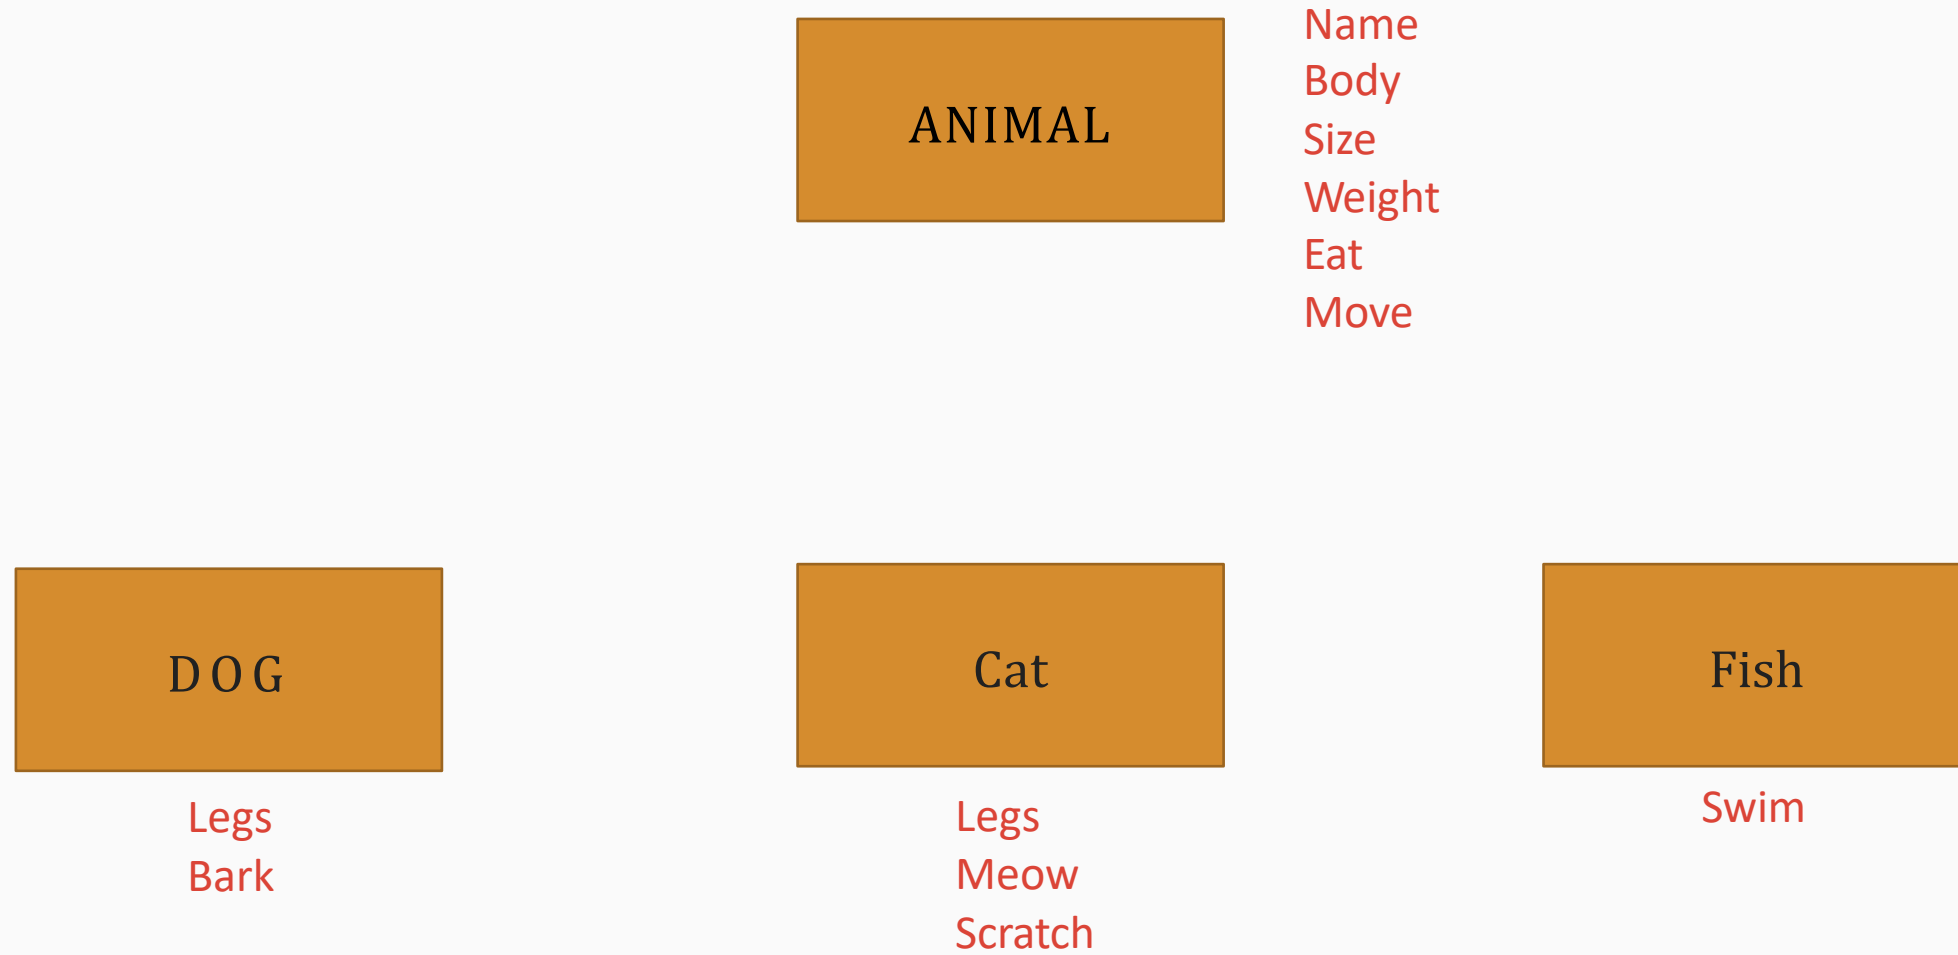 ANIMAL
Name
Body
Size
Weight
Eat
Move
DOG
Legs
Bark
Cat
Legs
Meow
Scratch
Fish
Swim